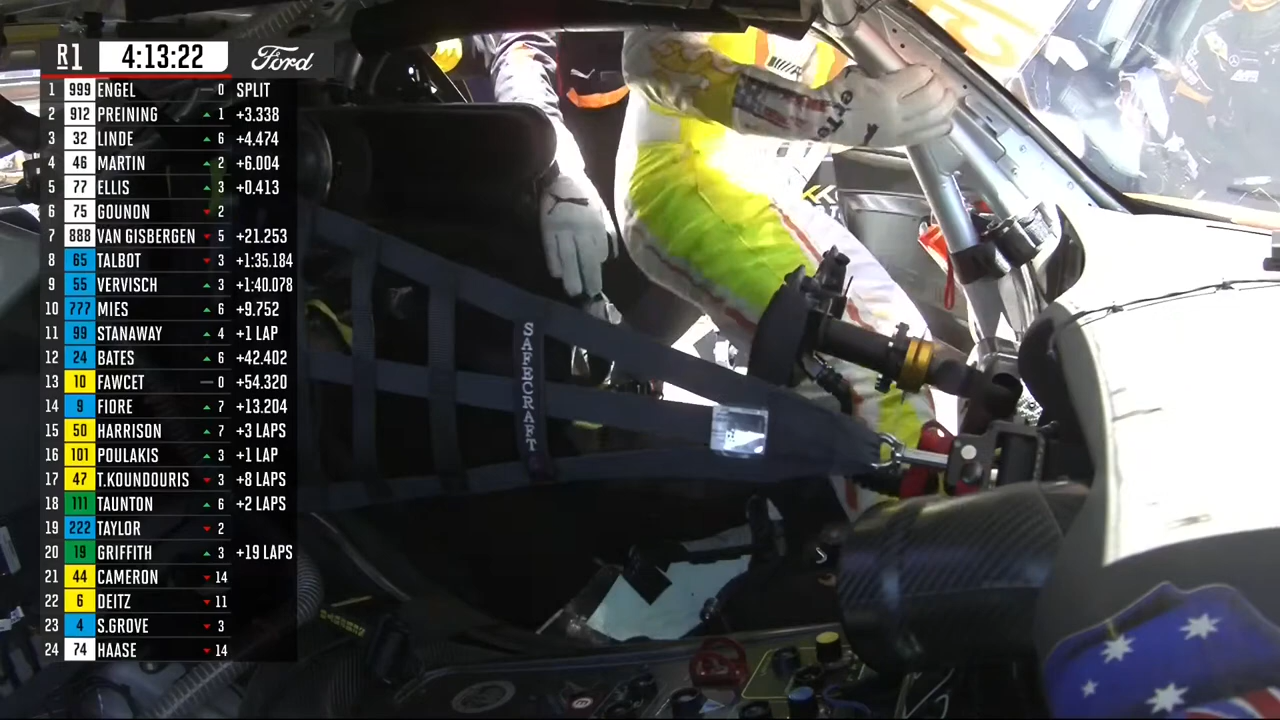 R1 4:13:22 Ford
1 999 ENGEL 0 SPLIT
2 912 PREINING 1 +3.338
3 32 LINDE 6 +4.474
4 46 MARTIN 2 +6.004
5 77 ELLIS 3 +0.413
6 75 GOUNON 2
7 888 VAN GISBERGEN 5 +21.253
8 65 TALBOT 3 +1:35.184
9 55 VERVISCH 3 +1:40.078
10 777 MIES 6 +9.752
11 99 STANAWAY 4 +1 LAP
12 24 BATES 6 +42.402
13 10 FAWCET 0 +54.320
14 9 FIORE 7 +13.204
15 50 HARRISON 7 +3 LAPS
16 101 POULAKIS 3 +1 LAP
17 47 T.KOUNDOURIS 3 +8 LAPS
18 111 TAUNTON 6 +2 LAPS
19 222 TAYLOR 2
20 19 GRIFFITH 3 +19 LAPS
21 44 CAMERON 14
22 6 DEITZ 11
23 4 S.GROVE 3
24 74 HAASE 14
SAFECRAFT